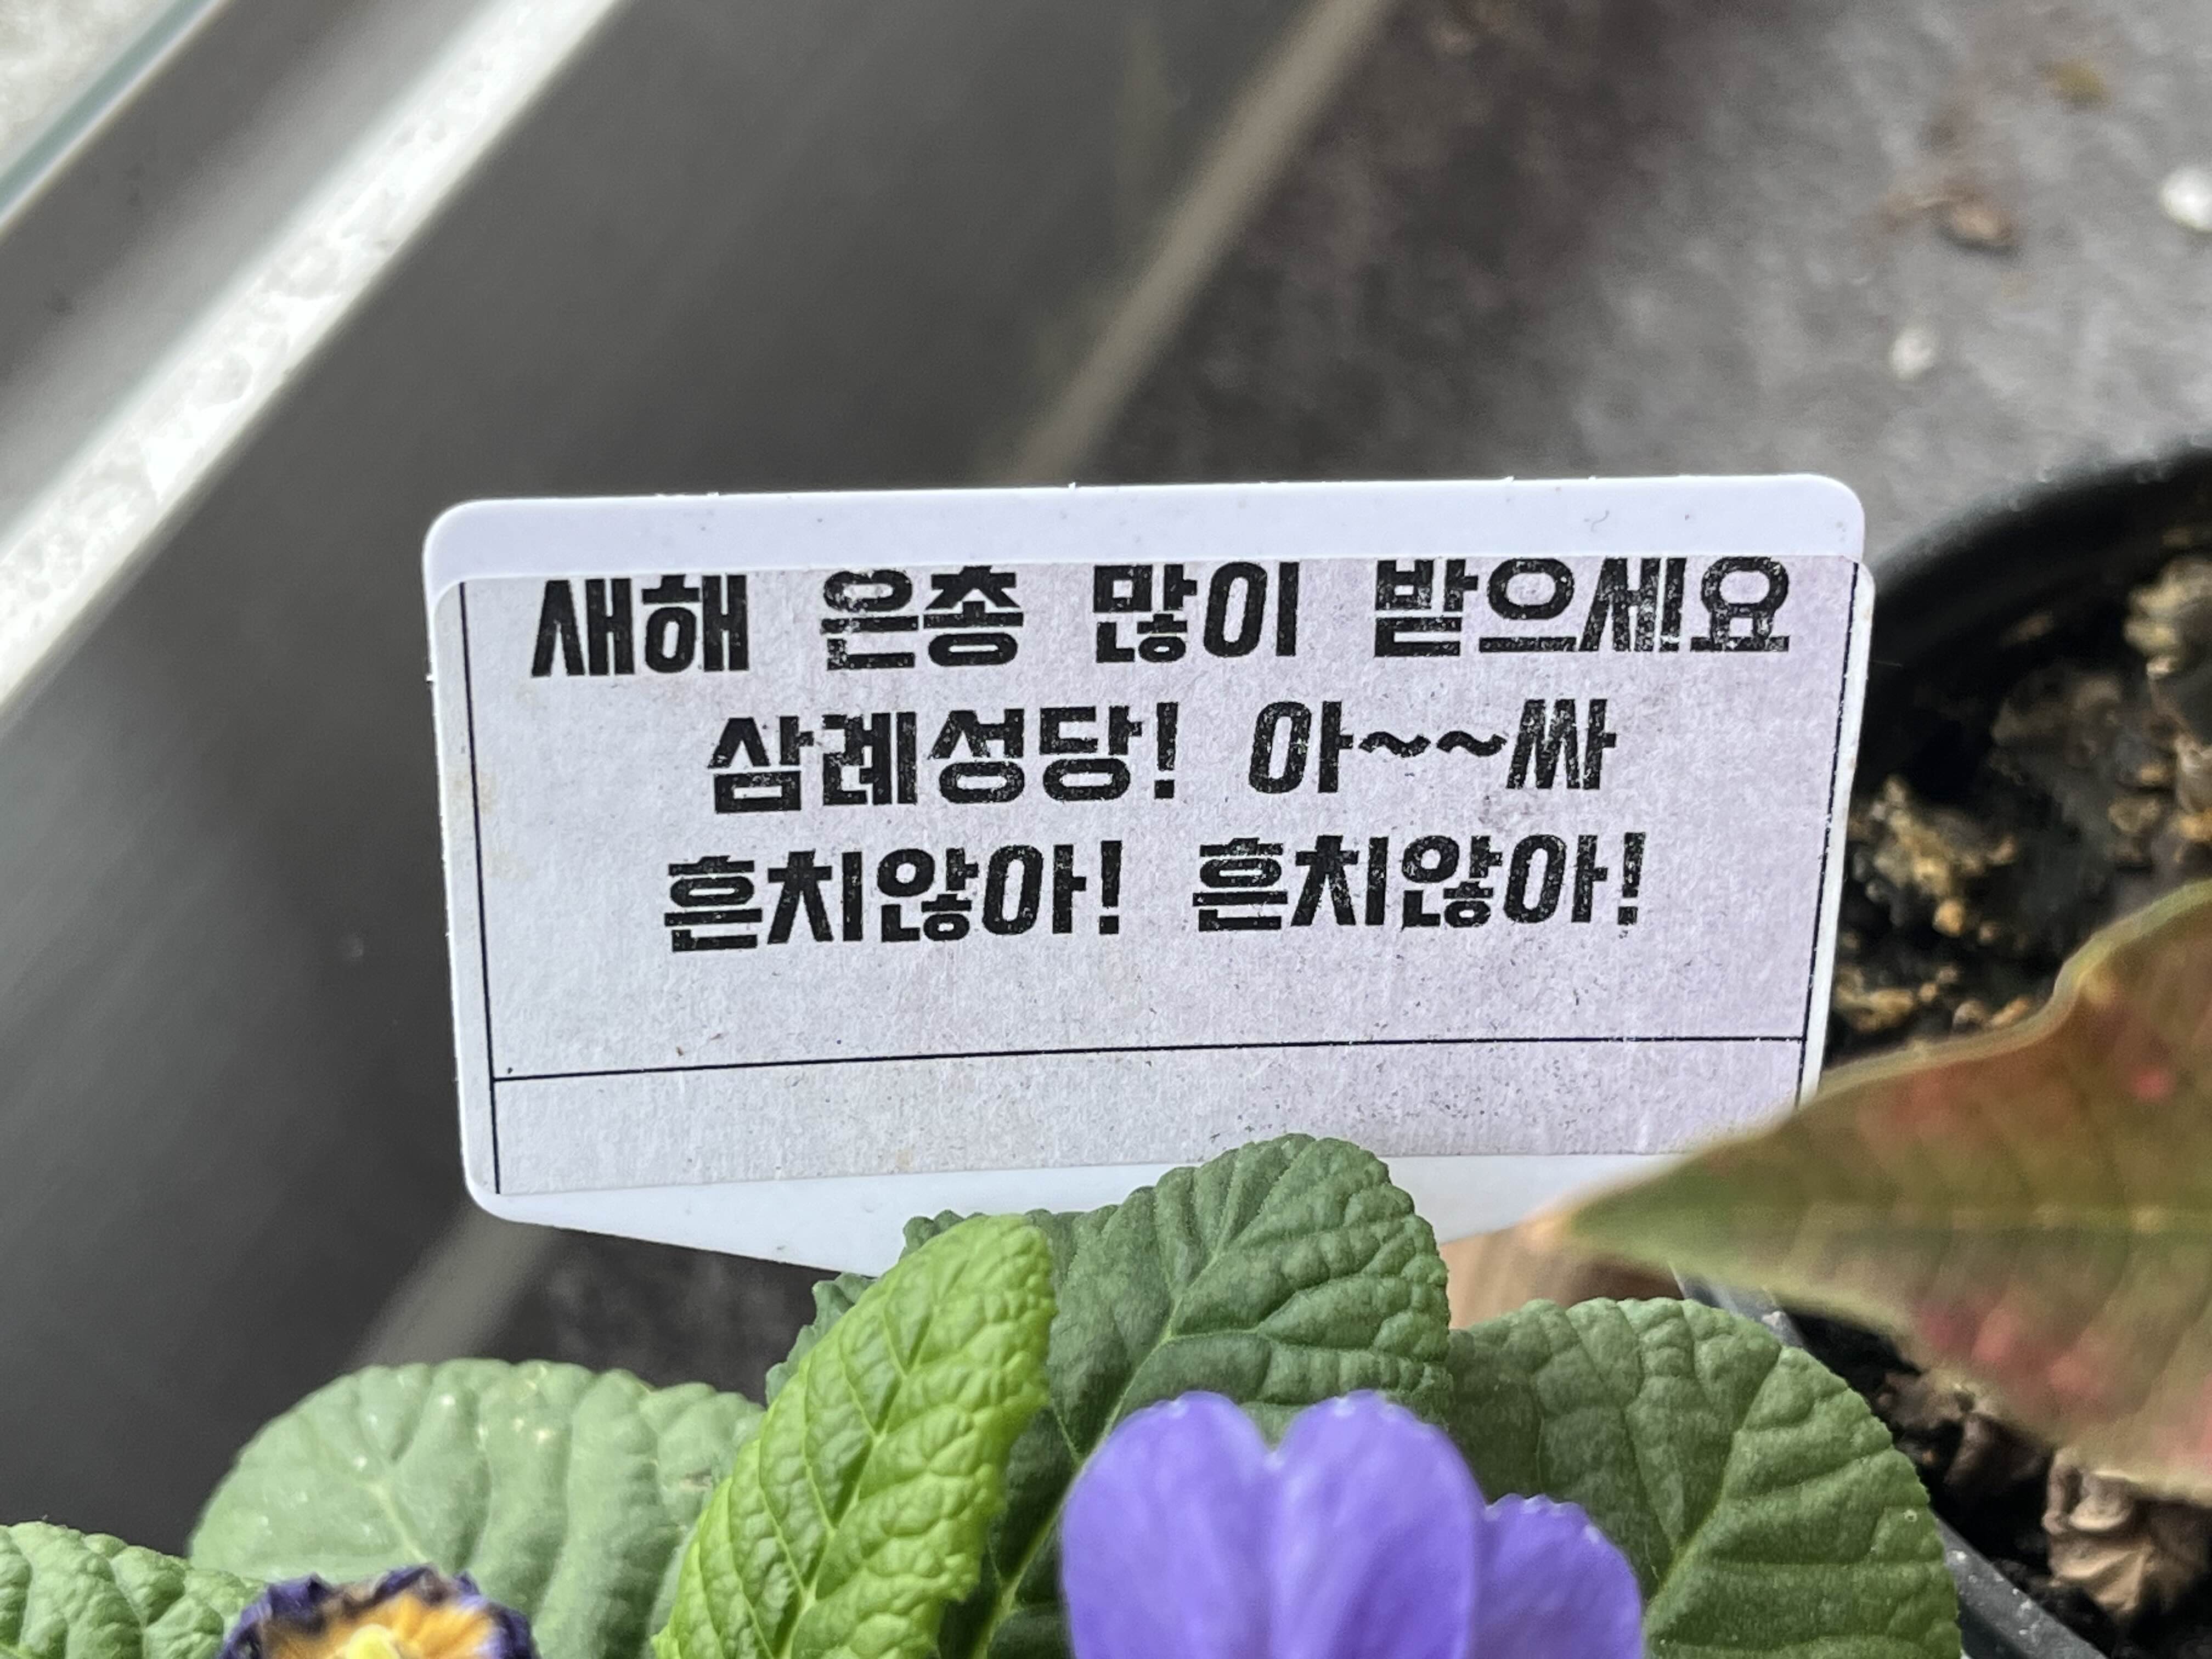 새해 은총 많이 받으세요
삼례성당! 아~~싸
흔치않아! 흔치않아!